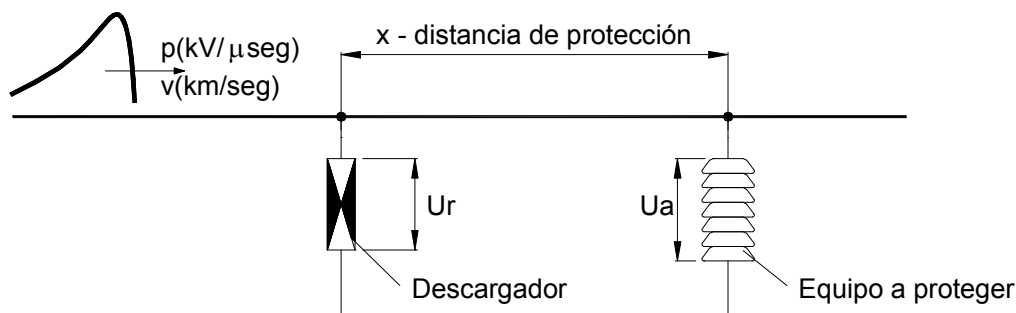 x - distancia de protección
p(kV/μseg)
v(km/seg)
Ur
Ua
Descargador
Equipo a proteger